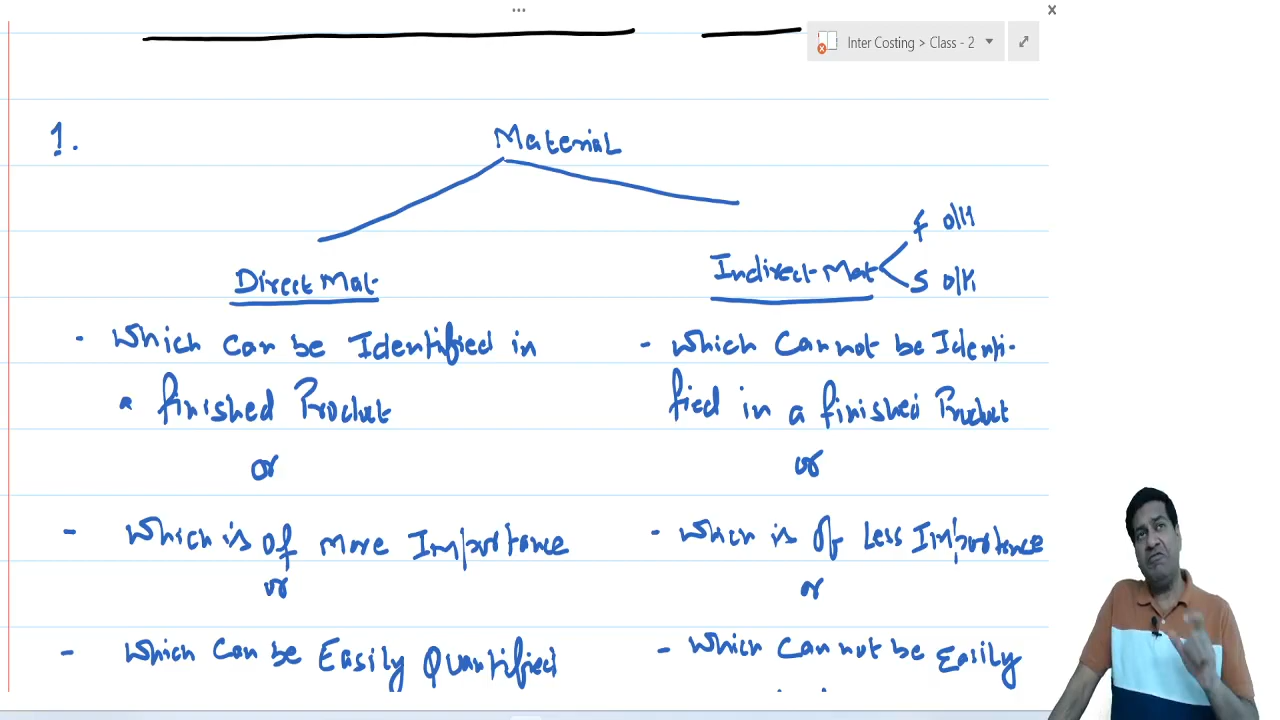 ...
Inter Costing > Class - 2
1.
Material
Direct Mat.
Indirect Mat
F O/H
S O/H
- Which can be Identified in
a finished Product
or
- Which is of More Importance
or
- Which can be Easily Quantified
- Which Cannot be Identi-
fied in a finished Product
or
- Which is of Less Importance
or
- Which Cannot be Easily